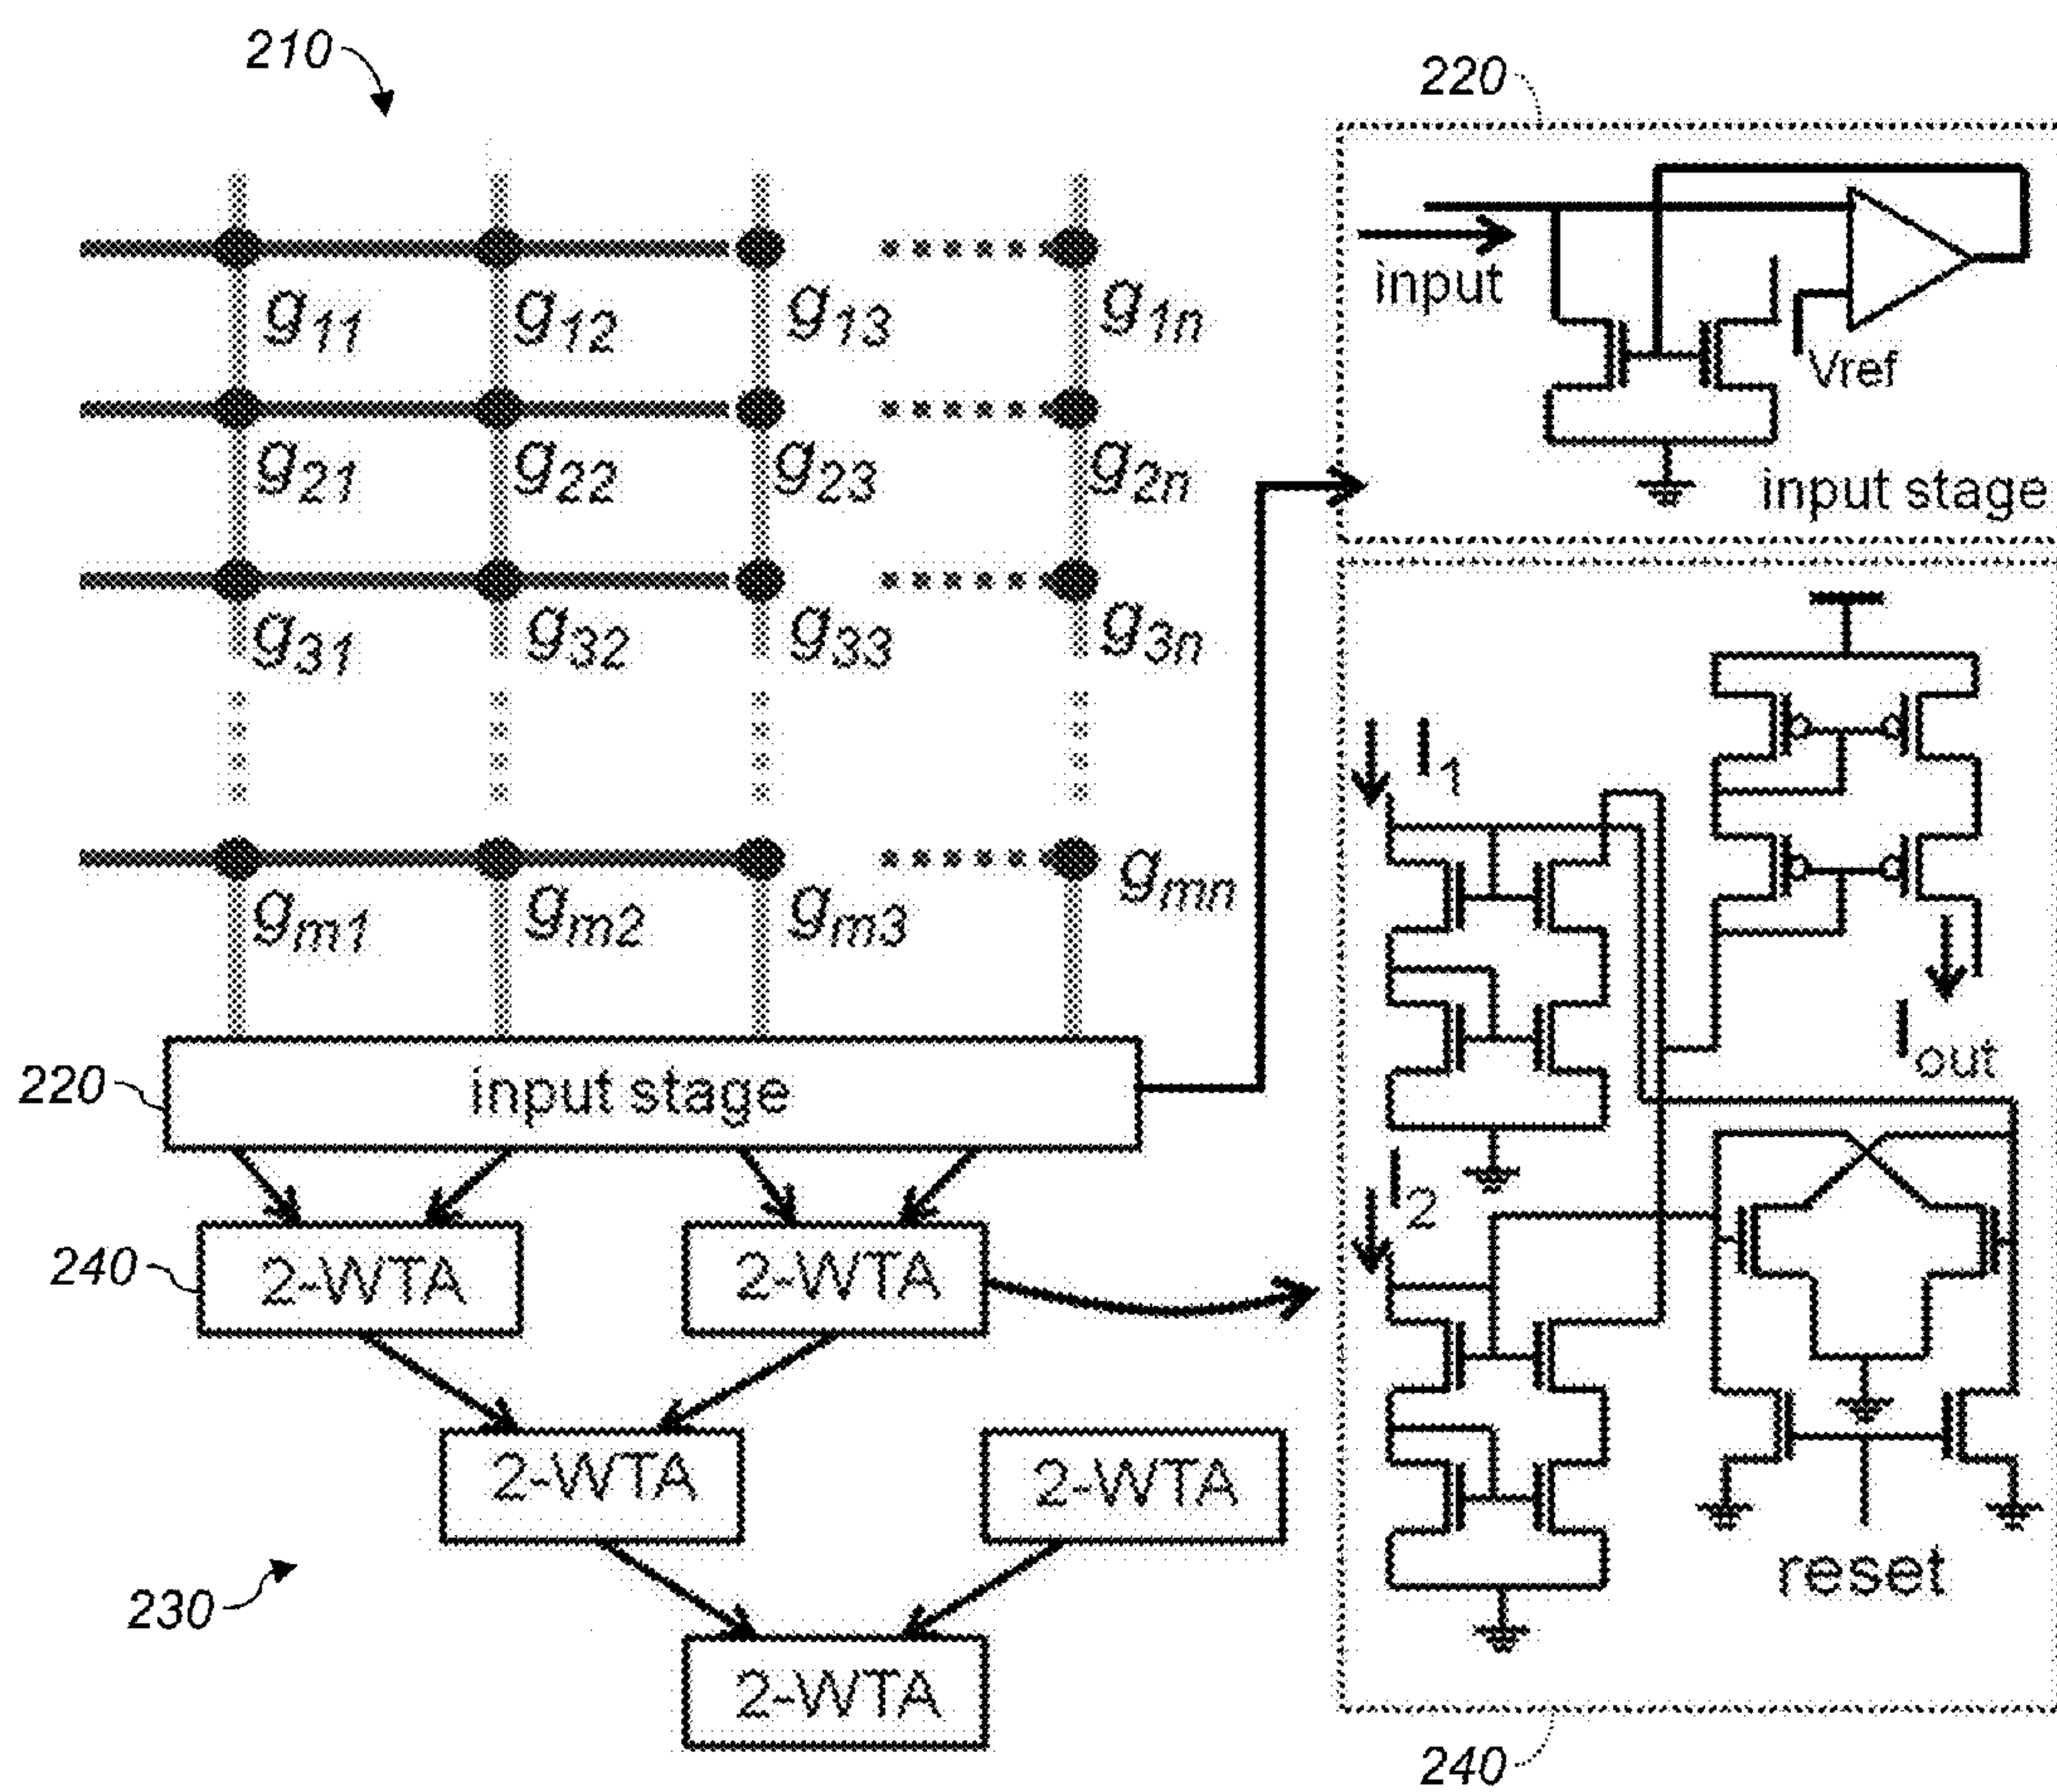 210
220
input
Vref
input stage
g11 g12 g13 g1n
g21 g22 g23 g2n
g31 g32 g33 g3n
gm1 gm2 gm3 gmn
220
input stage
240
2-WTA 2-WTA
2-WTA 2-WTA
230
2-WTA
I1
Iout
I2
reset
240